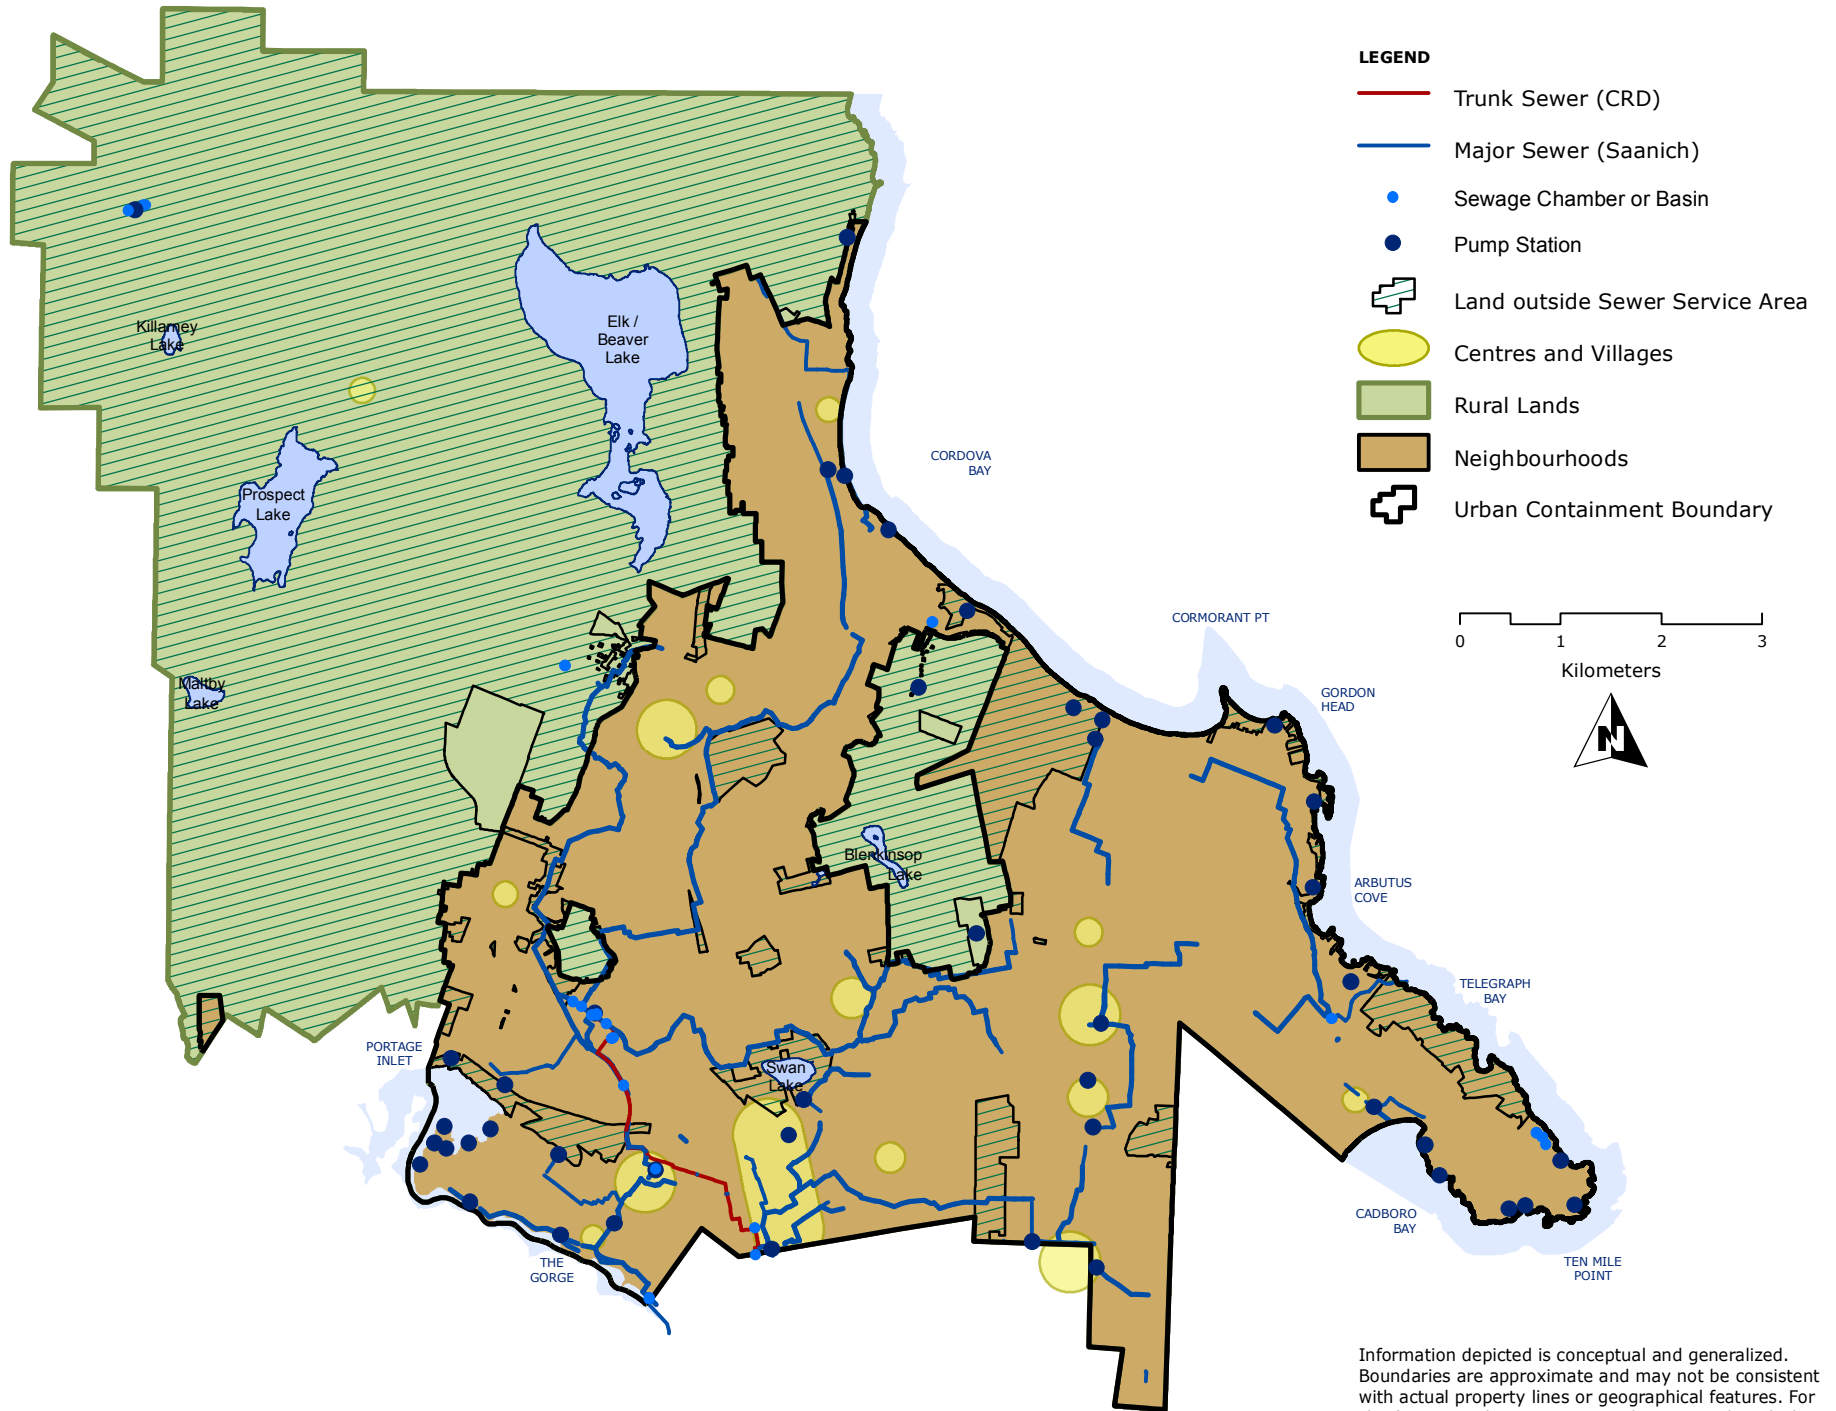 LEGEND
Trunk Sewer (CRD)
Major Sewer (Saanich)
Sewage Chamber or Basin
Pump Station
Land outside Sewer Service Area
Centres and Villages
Rural Lands
Neighbourhoods
Urban Containment Boundary
0 1 2 3
Kilometers
N
Killarney
Lake
Elk /
Beaver
Lake
Prospect
Lake
Maltby
Lake
CORDOVA
BAY
CORMORANT PT
GORDON
HEAD
Blenkinsop
Lake
ARBUTUS
COVE
TELEGRAPH
BAY
PORTAGE
INLET
Swan
Lake
CADBORO
BAY
THE
GORGE
TEN MILE
POINT
Information depicted is conceptual and generalized.
Boundaries are approximate and may not be consistent
with actual property lines or geographical features. For